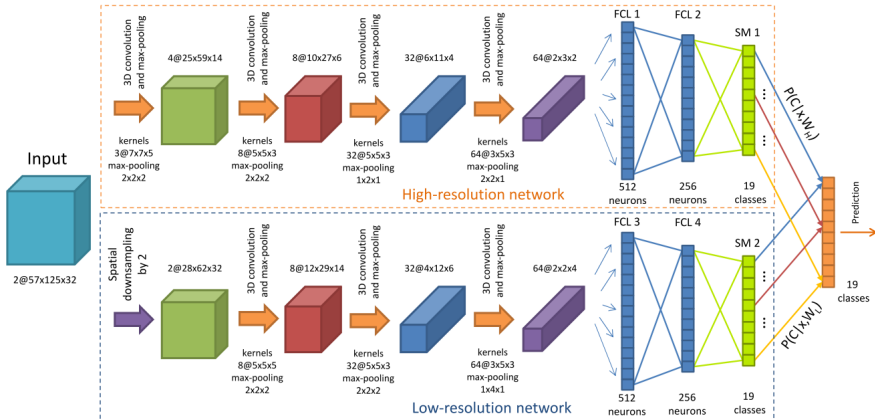 Input
2@57x125x32
3D convolution
and max-pooling
4@25x59x14
3D convolution
and max-pooling
8@10x27x6
3D convolution
and max-pooling
32@6x11x4
3D convolution
and max-pooling
64@2x3x2
FCL 1
FCL 2
SM 1
kernels
3@7x7x5
max-pooling
2x2x2
kernels
8@5x5x3
max-pooling
2x2x2
kernels
32@5x5x3
max-pooling
1x2x1
kernels
64@3x5x3
max-pooling
2x2x1
512
neurons
256
neurons
19
classes
...
...
P(C|x,W_H)
High-resolution network
Spatial
downsampling
by 2
2@28x62x32
3D convolution
and max-pooling
8@12x29x14
3D convolution
and max-pooling
32@4x12x6
3D convolution
and max-pooling
64@2x2x4
FCL 3
FCL 4
SM 2
kernels
8@5x5x5
max-pooling
2x2x2
kernels
32@5x5x3
max-pooling
2x2x2
kernels
64@3x5x3
max-pooling
1x4x1
512
neurons
256
neurons
19
classes
...
...
P(C|x,W_L)
Low-resolution network
Prediction
19
classes